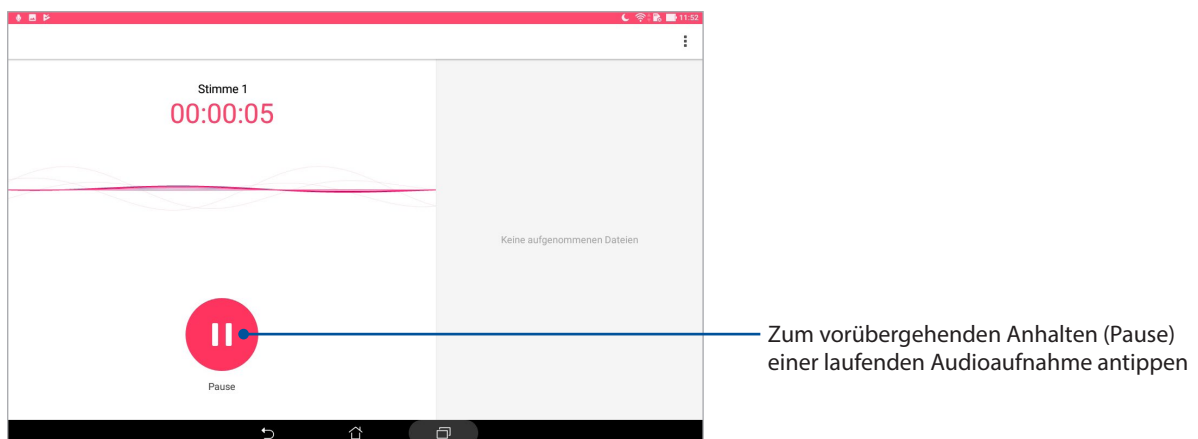 11:52
Stimme 1
00:00:05
Keine aufgenommenen Dateien
Pause
Zum vorübergehenden Anhalten (Pause)
einer laufenden Audioaufnahme antippen